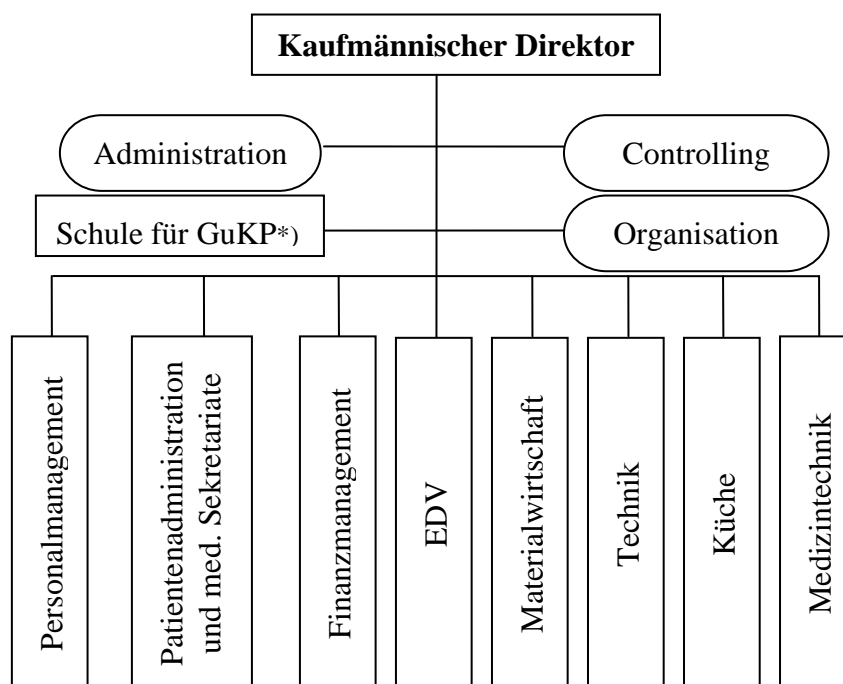 Kaufmännischer Direktor
Administration
Controlling
Schule für GuKP*)
Organisation
Personalmanagement
Patientenadministration
und med. Sekretariate
Finanzmanagement
EDV
Materialwirtschaft
Technik
Küche
Medizintechnik